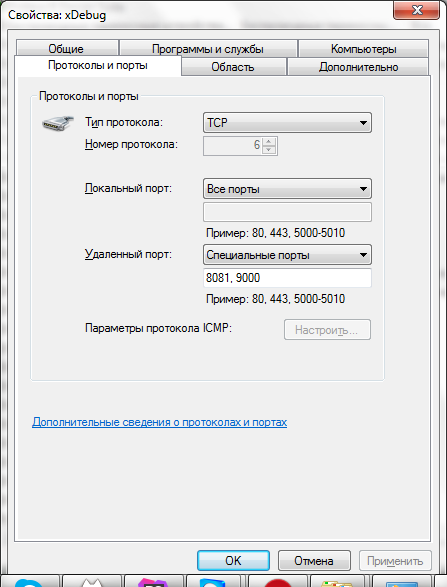 Свойства: xDebug
Общие
Программы и службы
Компьютеры
Протоколы и порты
Область
Дополнительно
Протоколы и порты
Тип протокола:
TCP
Номер протокола:
6
Локальный порт:
Все порты
Пример: 80, 443, 5000-5010
Удаленный порт:
Специальные порты
8081, 9000
Пример: 80, 443, 5000-5010
Параметры протокола ICMP:
Настроить...
Дополнительные сведения о протоколах и портах
OK
Отмена
Применить